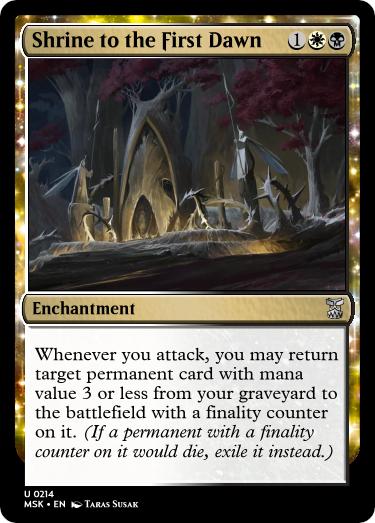 Shrine to the First Dawn 1
Enchantment
Whenever you attack, you may return
target permanent card with mana
value 3 or less from your graveyard to
the battlefield with a finality counter
on it. (If a permanent with a finality
counter on it would die, exile it instead.)
U 0214
MSK • EN Taras Susak